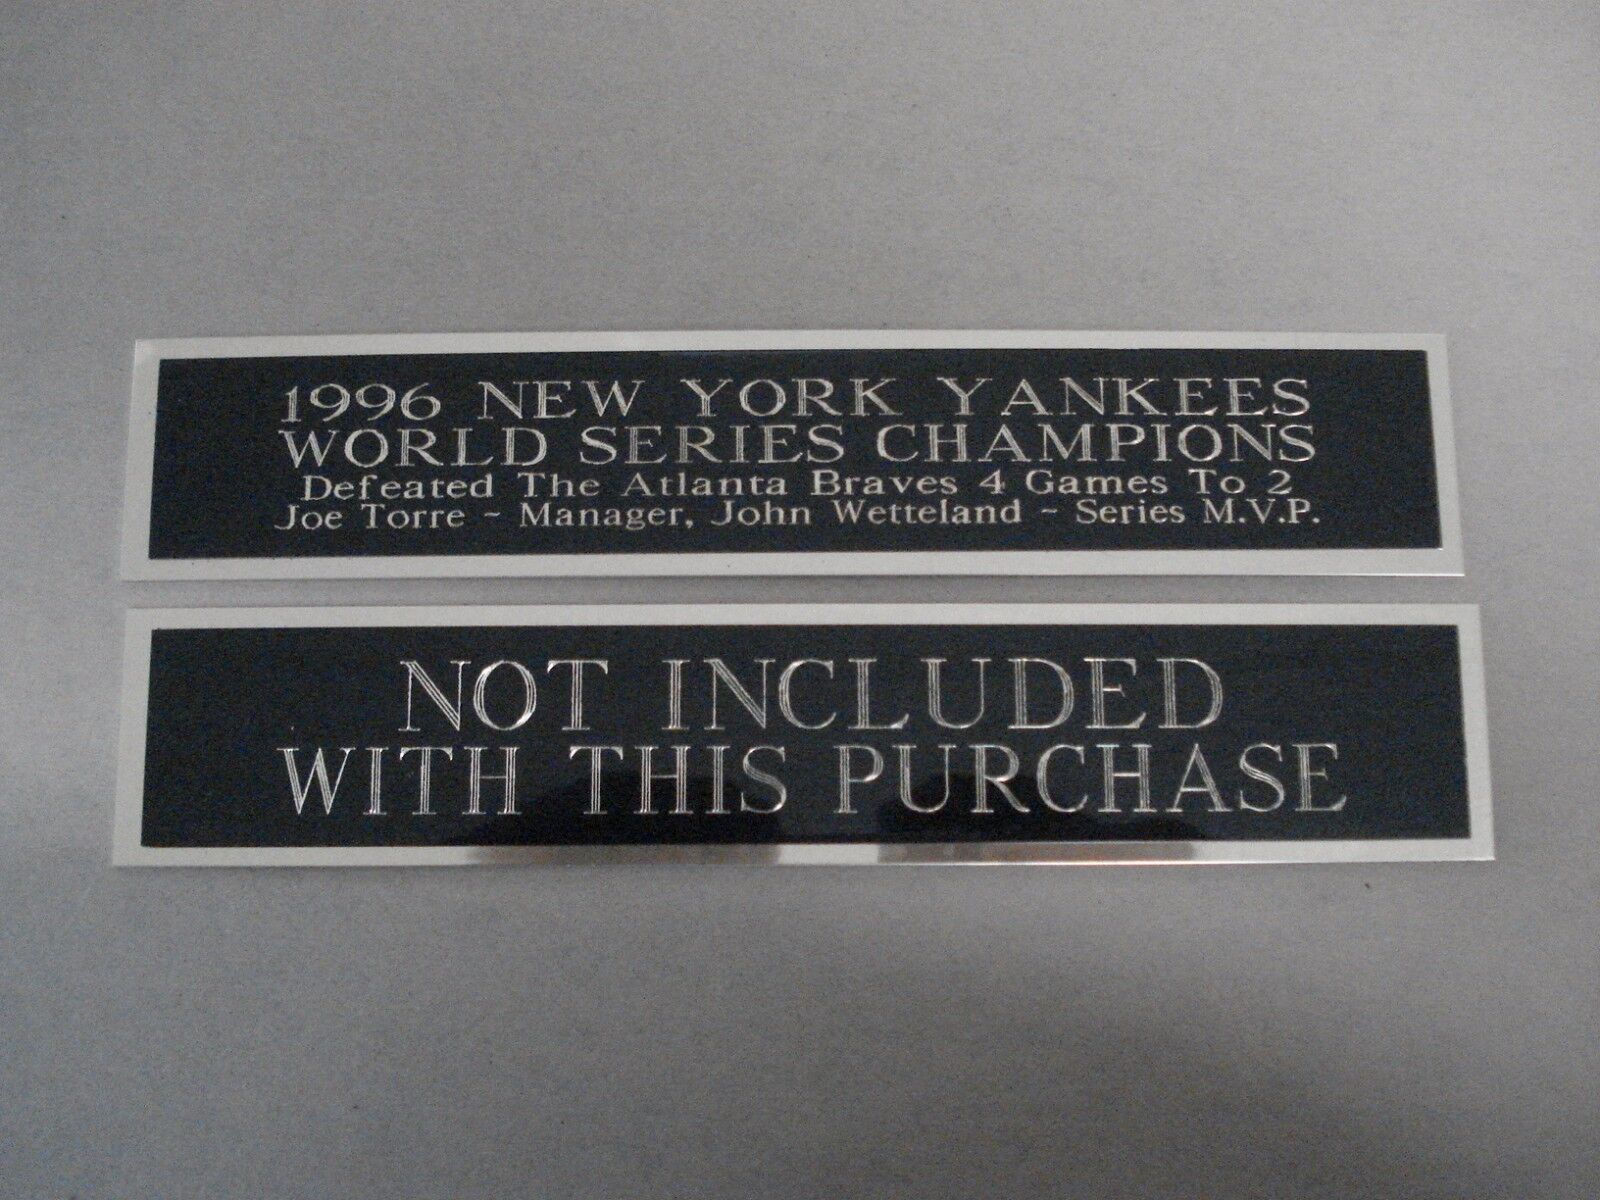 1996 NEW YORK YANKEES
WORLD SERIES CHAMPIONS
Defeated The Atlanta Braves 4 Games To 2
Joe Torre ~ Manager, John Wetteland ~ Series M.V.P.
NOT INCLUDED
WITH THIS PURCHASE